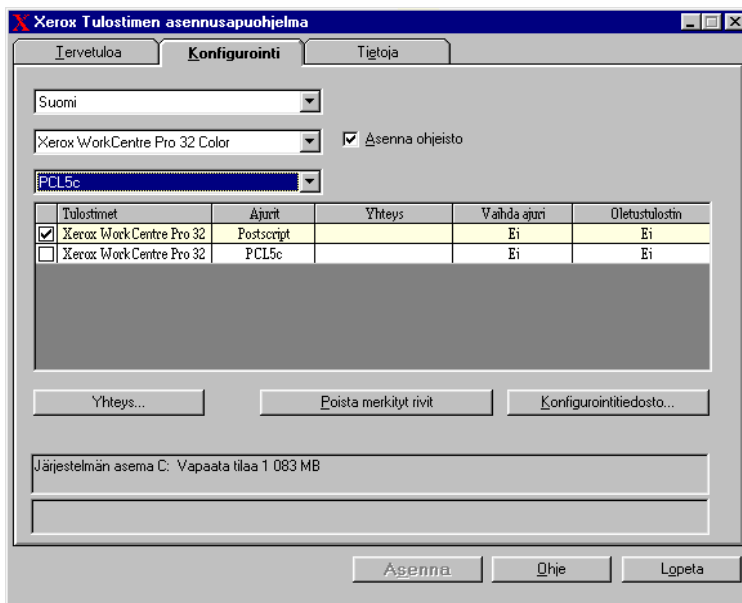 Xerox Tulostimen asennusapuohjelma
Tervetuloa Konfigurointi Tietoja
Suomi
Xerox WorkCentre Pro 32 Color Asenna ohjeisto
PCL5c
Tulostimet Ajurit Yhteys Vaihda ajuri Oletustulostin
Xerox WorkCentre Pro 32 Postscript Ei Ei
Xerox WorkCentre Pro 32 PCL5c Ei Ei
Yhteys... Poista merkityt rivit Konfigurointitiedosto...
Järjestelmän asema C: Vapaata tilaa 1 083 MB
Asenna Ohje Lopeta